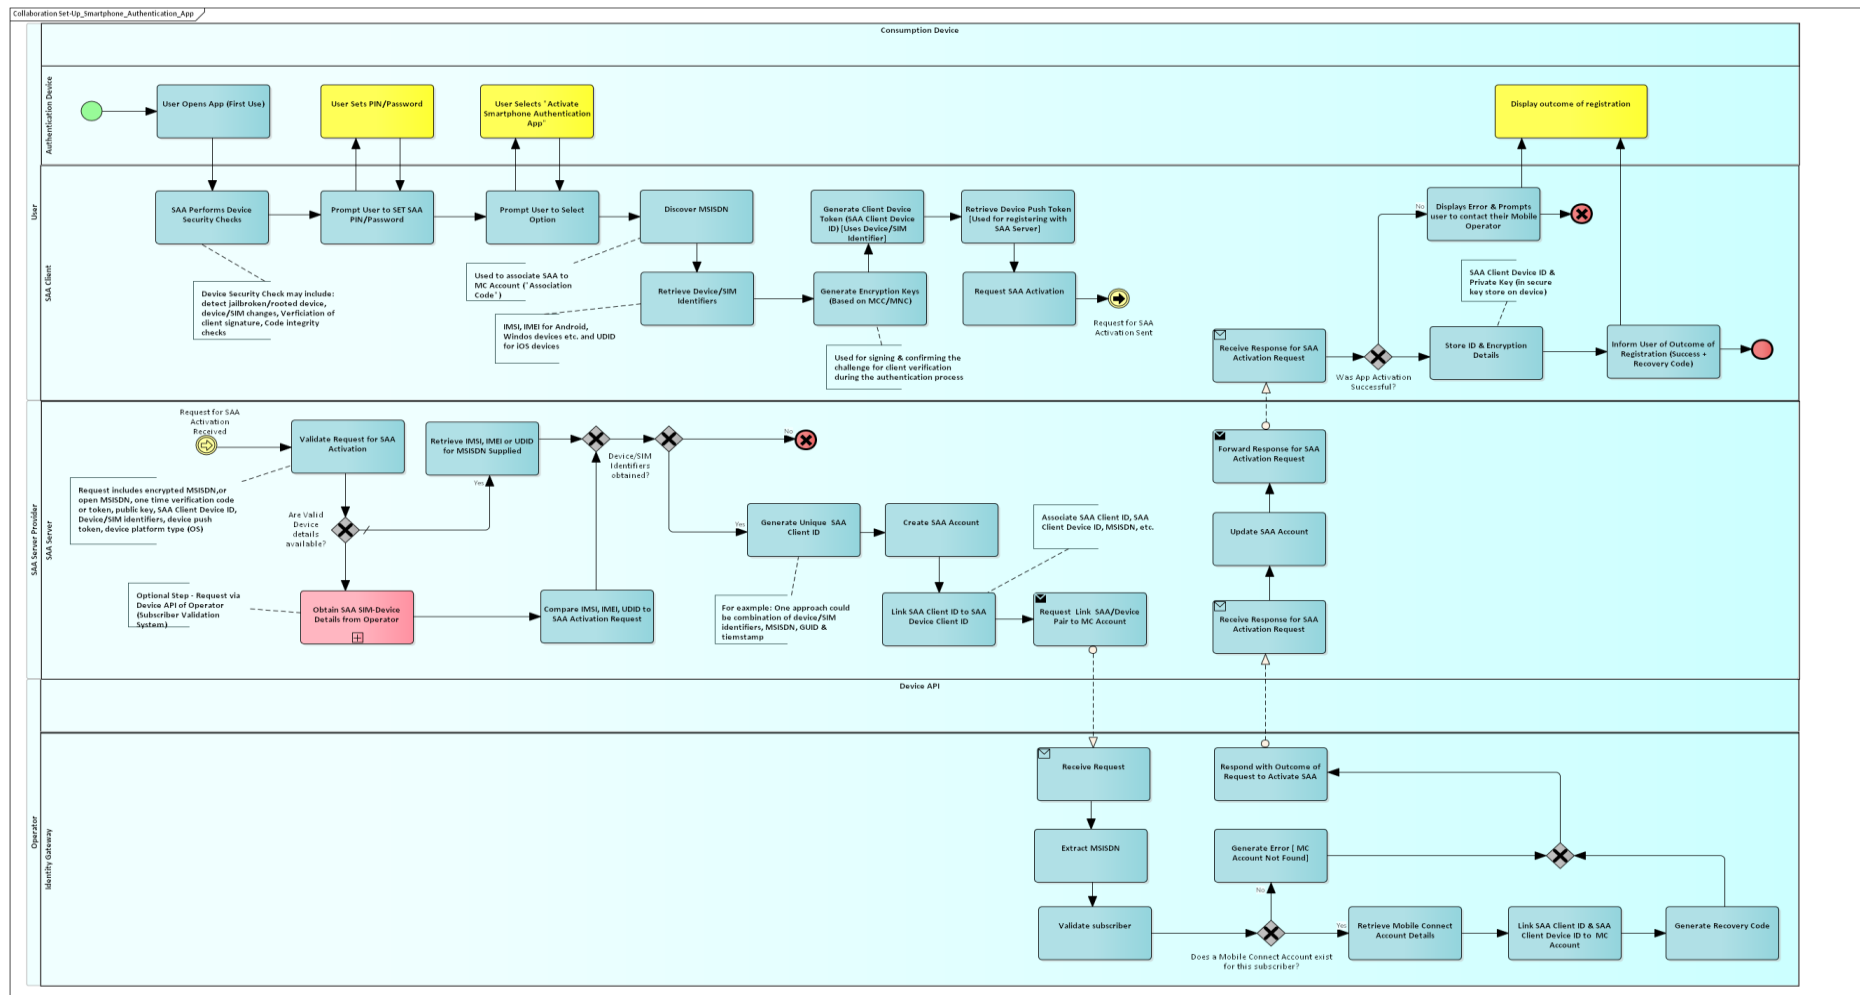 Collaboration Set-Up_Smartphone_Authentication_App
Consumption Device
Authentication Device
User Opens App (First Use)
User Sets PIN/Password
User Selects "Activate
Smartphone Authentication
App"
Display outcome of registration
User
SAA Client
SAA Performs Device
Security Checks
Prompt User to SET SAA
PIN/Password
Prompt User to Select
Option
Discover MSISDN
Generate Client Device
Token (SAA Client Device
ID) [Uses Device/SIM
Identifier]
Retrieve Device Push Token
[Used for registering with
SAA Server]
No
Displays Error & Prompts
user to contact their Mobile
Operator
Device Security Check may include:
detect jailbroken/rooted device,
device/SIM changes, Verficiation of
client signature, Code integrity
checks
Used to associate SAA to
MC Account ("Association
Code")
Retrieve Device/SIM
Identifiers
Generate Encryption Keys
(Based on MCC/MNC)
Request SAA Activation
Request for SAA
Activation Sent
SAA Client Device ID &
Private Key (in secure
key store on device)
IMSI, IMEI for Android,
Windos devices etc. and UDID
for iOS devices
Used for signing & confirming the
challenge for client verification
during the authentication process
Receive Response for SAA
Activation Request
Was App Activation
Successful?
Store ID & Encryption
Details
Inform User of Outcome of
Registration (Success +
Recovery Code)
SAA Server Provider
SAA Server
Request for SAA
Activation
Received
Validate Request for SAA
Activation
Retrieve IMSI, IMEI or UDID
for MSISDN Supplied
Device/SIM
Identifiers
obtained?
No
Forward Response for SAA
Activation Request
Request includes encrypted MSISDN,or
open MSISDN, one time verification code
or token, public key, SAA Client Device ID,
Device/SIM identifiers, device push
token, device platform type (OS)
Are Valid
Device
details
available?
Yes
Yes
Generate Unique SAA
Client ID
Create SAA Account
Associate SAA Client ID, SAA
Client Device ID, MSISDN, etc.
Update SAA Account
Optional Step - Request via
Device API of Operator
(Subscriber Validation
System)
Obtain SAA SIM-Device
Details from Operator
Compare IMSI, IMEI, UDID to
SAA Activation Request
For example: One approach could
be combination of device/SIM
identifiers, MSISDN, GUID &
tiemstamp
Link SAA Client ID to SAA
Device Client ID
Request Link SAA/Device
Pair to MC Account
Receive Response for SAA
Activation Request
Device API
Operator
Identity Gateway
Receive Request
Respond with Outcome of
Request to Activate SAA
Extract MSISDN
Generate Error [ MC
Account Not Found]
No
Validate subscriber
Does a Mobile Connect Account exist
for this subscriber?
Yes
Retrieve Mobile Connect
Account Details
Link SAA Client ID & SAA
Client Device ID to MC
Account
Generate Recovery Code